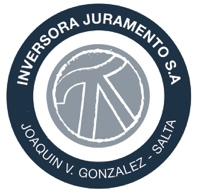 INVERSORA JURAMENTO S.A
JOAQUIN V. GONZALEZ - SALTA